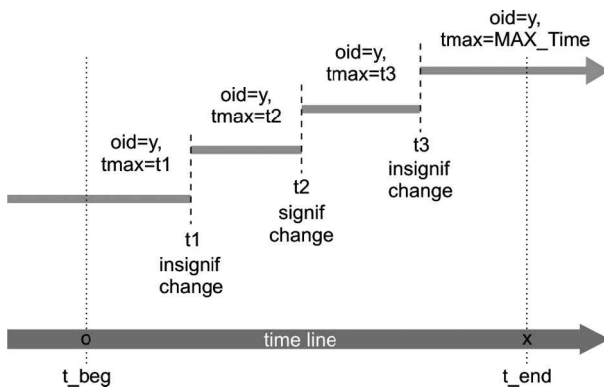 oid=y,
tmax=MAX_Time
oid=y,
tmax=t3
oid=y,
tmax=t2
oid=y,
tmax=t1
t3
insignif
change
t2
signif
change
t1
insignif
change
o
time line
x
t_beg
t_end